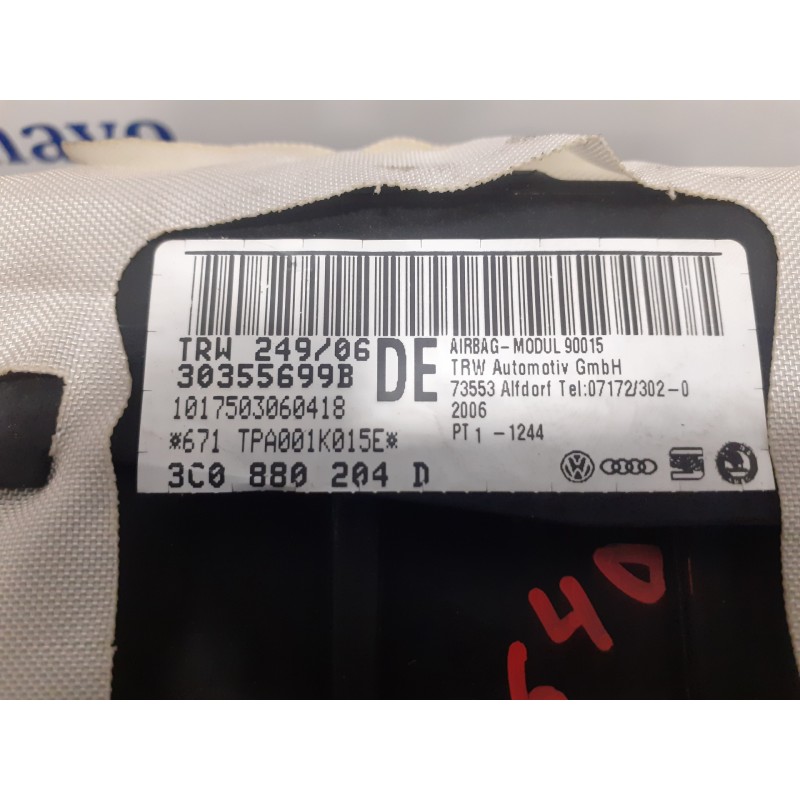 TRW 249/06
30355699B
DE
1017503060418
*671 TPA001K015E*
3C0 880 204 D
AIRBAG-MODUL 90015
TRW Automotiv GmbH
73553 Alfdorf Tel:07172/302-0
2006
PT1 -1244
640